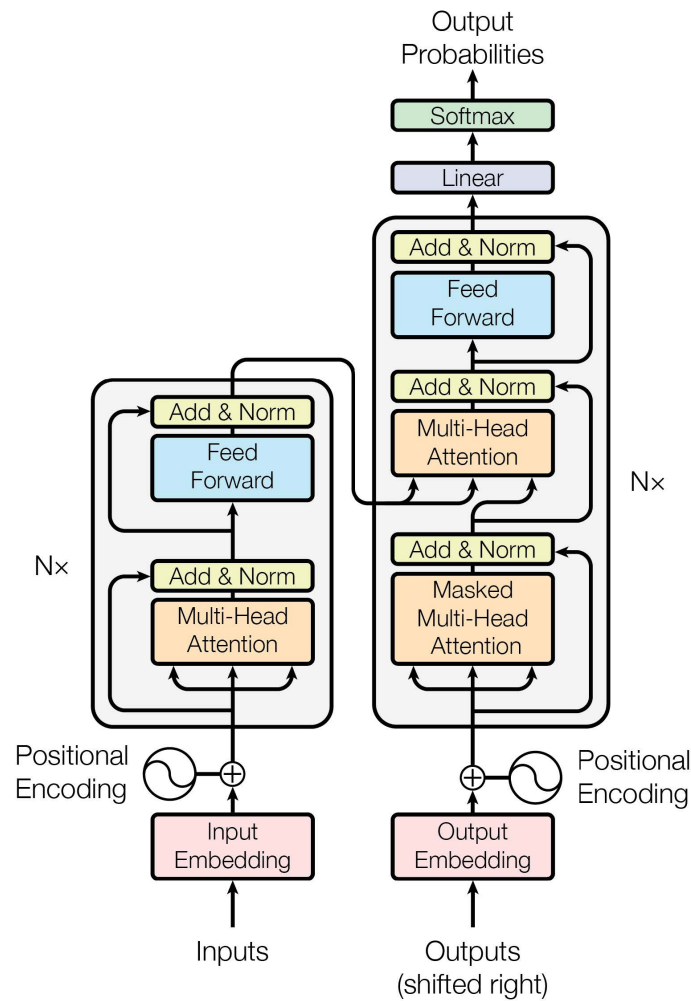 Output
Probabilities
Softmax
Linear
Add & Norm
Feed
Forward
Add & Norm
Multi-Head
Attention
Add & Norm
Masked
Multi-Head
Attention
N×
Add & Norm
Feed
Forward
Add & Norm
Multi-Head
Attention
N×
Positional
Encoding
Positional
Encoding
Input
Embedding
Output
Embedding
Inputs
Outputs
(shifted right)